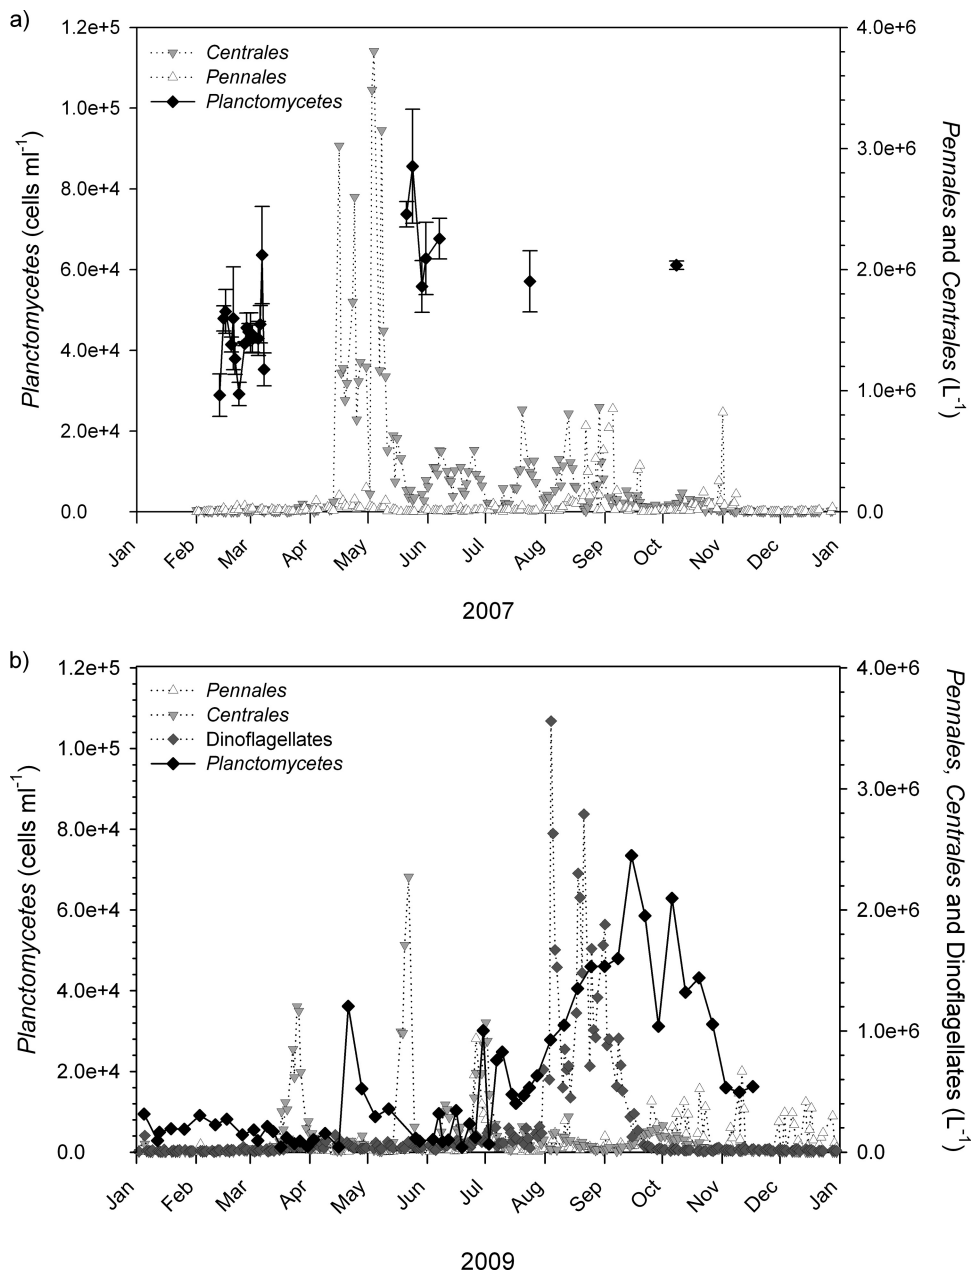 a)
1.2e+5
1.0e+5
8.0e+4
6.0e+4
4.0e+4
2.0e+4
0.0
Planctomycetes (cells ml⁻¹)
Centrales
Pennales
Planctomycetes
4.0e+6
3.0e+6
2.0e+6
1.0e+6
0.0
Pennales and Centrales (L⁻¹)
Jan Feb Mar Apr May Jun Jul Aug Sep Oct Nov Dec Jan
2007
b)
1.2e+5
1.0e+5
8.0e+4
6.0e+4
4.0e+4
2.0e+4
0.0
Planctomycetes (cells ml⁻¹)
Pennales
Centrales
Dinoflagellates
Planctomycetes
4.0e+6
3.0e+6
2.0e+6
1.0e+6
0.0
Pennales, Centrales and Dinoflagellates (L⁻¹)
Jan Feb Mar Apr May Jun Jul Aug Sep Oct Nov Dec Jan
2009